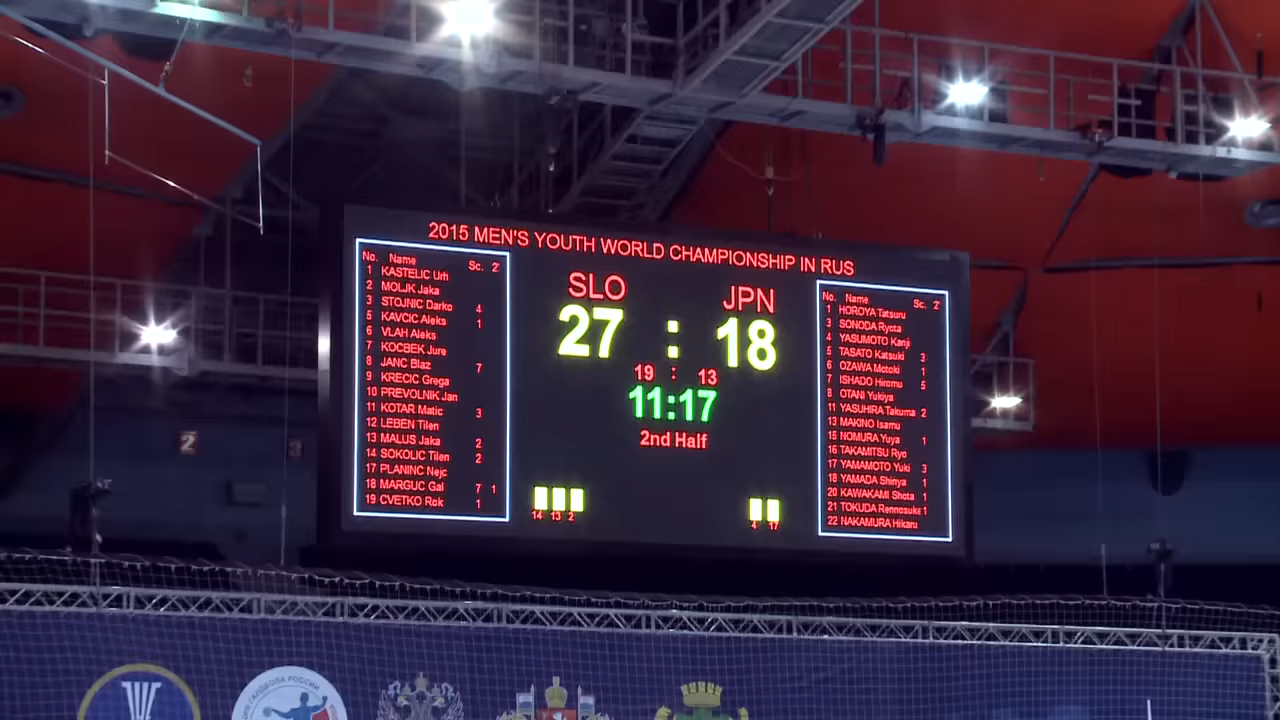 2015 MEN'S YOUTH WORLD CHAMPIONSHIP IN RUS
No. Name Sc. 2'
1 KASTELIC Urh
2 MOLJK Jaka
3 STOJNIC Darko 4
5 KAVCIC Aleks 1
6 VLAH Aleks
7 KOCBEK Jure
8 JANC Blaz 7
9 KRECIC Grega
10 PREVOLNIK Jan
11 KOTAR Matic 3
12 LEBEN Tilen
13 MALUS Jaka 2
14 SOKOLIC Tilen 2
17 PLANINC Nejc
18 MARGUC Gal 7 1
19 CVETKO Rok 1
SLO JPN
27 : 18
19 : 13
11:17
2nd Half
14 13 2
4 17
No. Name Sc. 2'
1 HOROYA Tatsuru
3 SONODA Ryota
4 YASUMOTO Kanji
5 TASATO Katsuki 3
6 OZAWA Motoki 1
7 ISHADO Hiromu 5
8 OTANI Yukiya
11 YASUHIRA Takuma 2
13 MAKINO Isamu
15 NOMURA Yuya 1
16 TAKAMITSU Ryo
17 YAMAMOTO Yuki 3
18 YAMADA Shinya 1
20 KAWAKAMI Shota 1
21 TOKUDA Rennosuke 1
22 NAKAMURA Hikaru
2
3
ГАНДБОЛА РОССИИ